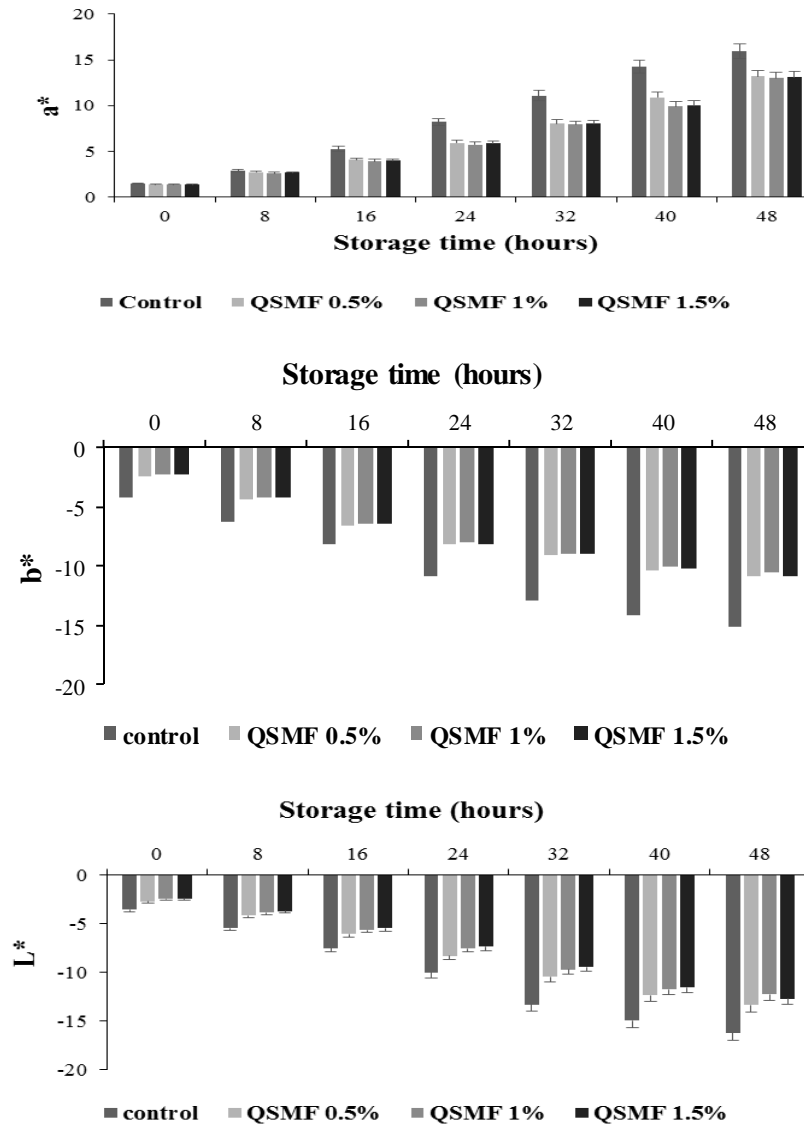 20
15
10
5
0
a*
0 8 16 24 32 40 48
Storage time (hours)
Control QSMF 0.5% QSMF 1% QSMF 1.5%
Storage time (hours)
0 8 16 24 32 40 48
0
-5
-10
-15
-20
b*
control QSMF 0.5% QSMF 1% QSMF 1.5%
Storage time (hours)
0 8 16 24 32 40 48
0
-5
-10
-15
-20
L*
control QSMF 0.5% QSMF 1% QSMF 1.5%